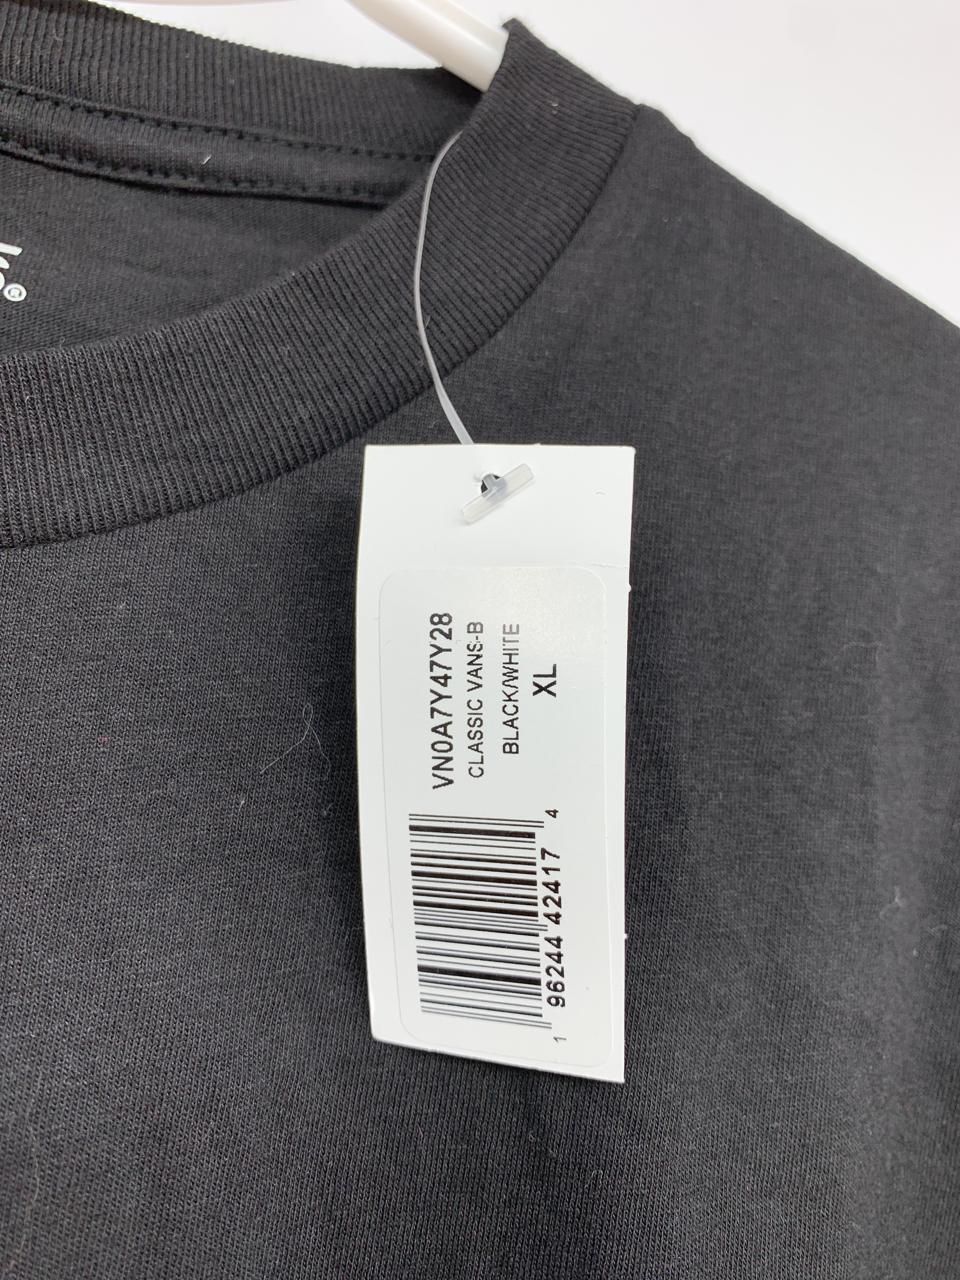 VN0A7Y47Y28
CLASSIC VANS-B
BLACK/WHITE
XL
1 96244 42417 4